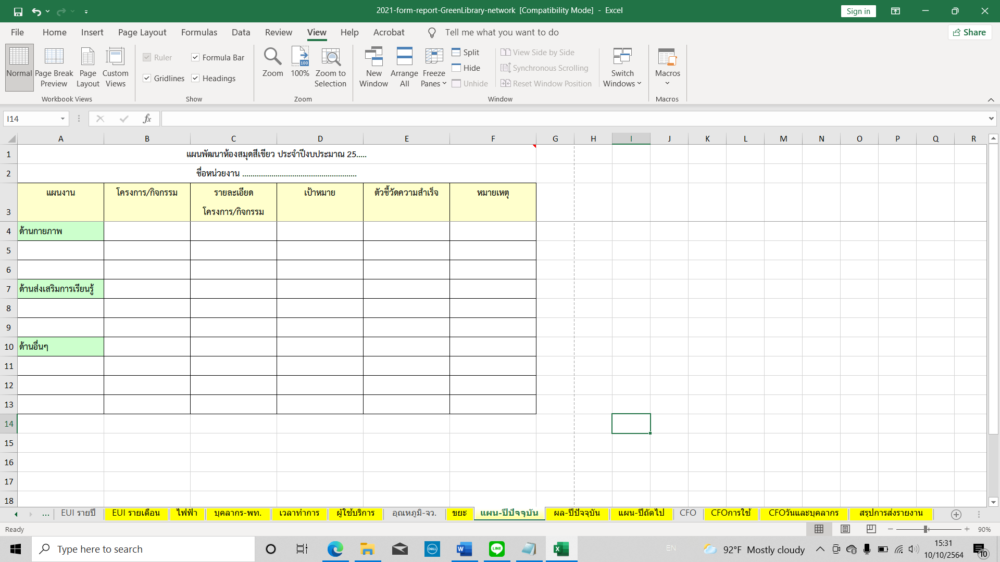 2021-form-report-GreenLibrary-network [Compatibility Mode] - Excel
Sign in
File Home Insert Page Layout Formulas Data Review View Help Acrobat Tell me what you want to do Share
Normal Page Break Preview Page Layout Custom Views
Workbook Views
Ruler Formula Bar
Gridlines Headings
Show
Zoom 100% Zoom to Selection
Zoom
New Window Arrange All Freeze Panes
Split
Hide
Unhide
View Side by Side
Synchronous Scrolling
Reset Window Position
Switch Windows
Window
Macros
Macros
I14
fx
A B C D E F G H I J K L M N O P Q R
1 แผนพัฒนาห้องสมุดสีเขียว ประจำปีงบประมาณ 25.....
2 ชื่อหน่วยงาน .......................................................
3 แผนงาน โครงการ/กิจกรรม รายละเอียด โครงการ/กิจกรรม เป้าหมาย ตัวชี้วัดความสำเร็จ หมายเหตุ
4 ด้านกายภาพ
5
6
7 ด้านส่งเสริมการเรียนรู้
8
9
10 ด้านอื่นๆ
11
12
13
14
15
16
17
18
... EUI รายปี EUI รายเดือน ไฟฟ้า บุคลากร-พท. เวลาทำการ ผู้ใช้บริการ อุณหภูมิ-จว. ขยะ แผน-ปีปัจจุบัน ผล-ปีปัจจุบัน แผน-ปีถัดไป CFO CFOการใช้ CFOวันและบุคลากร สรุปการส่งรายงาน
Ready 90%
Type here to search
DELL
LINE
EN
92°F Mostly cloudy
15:31
10/10/2564
10